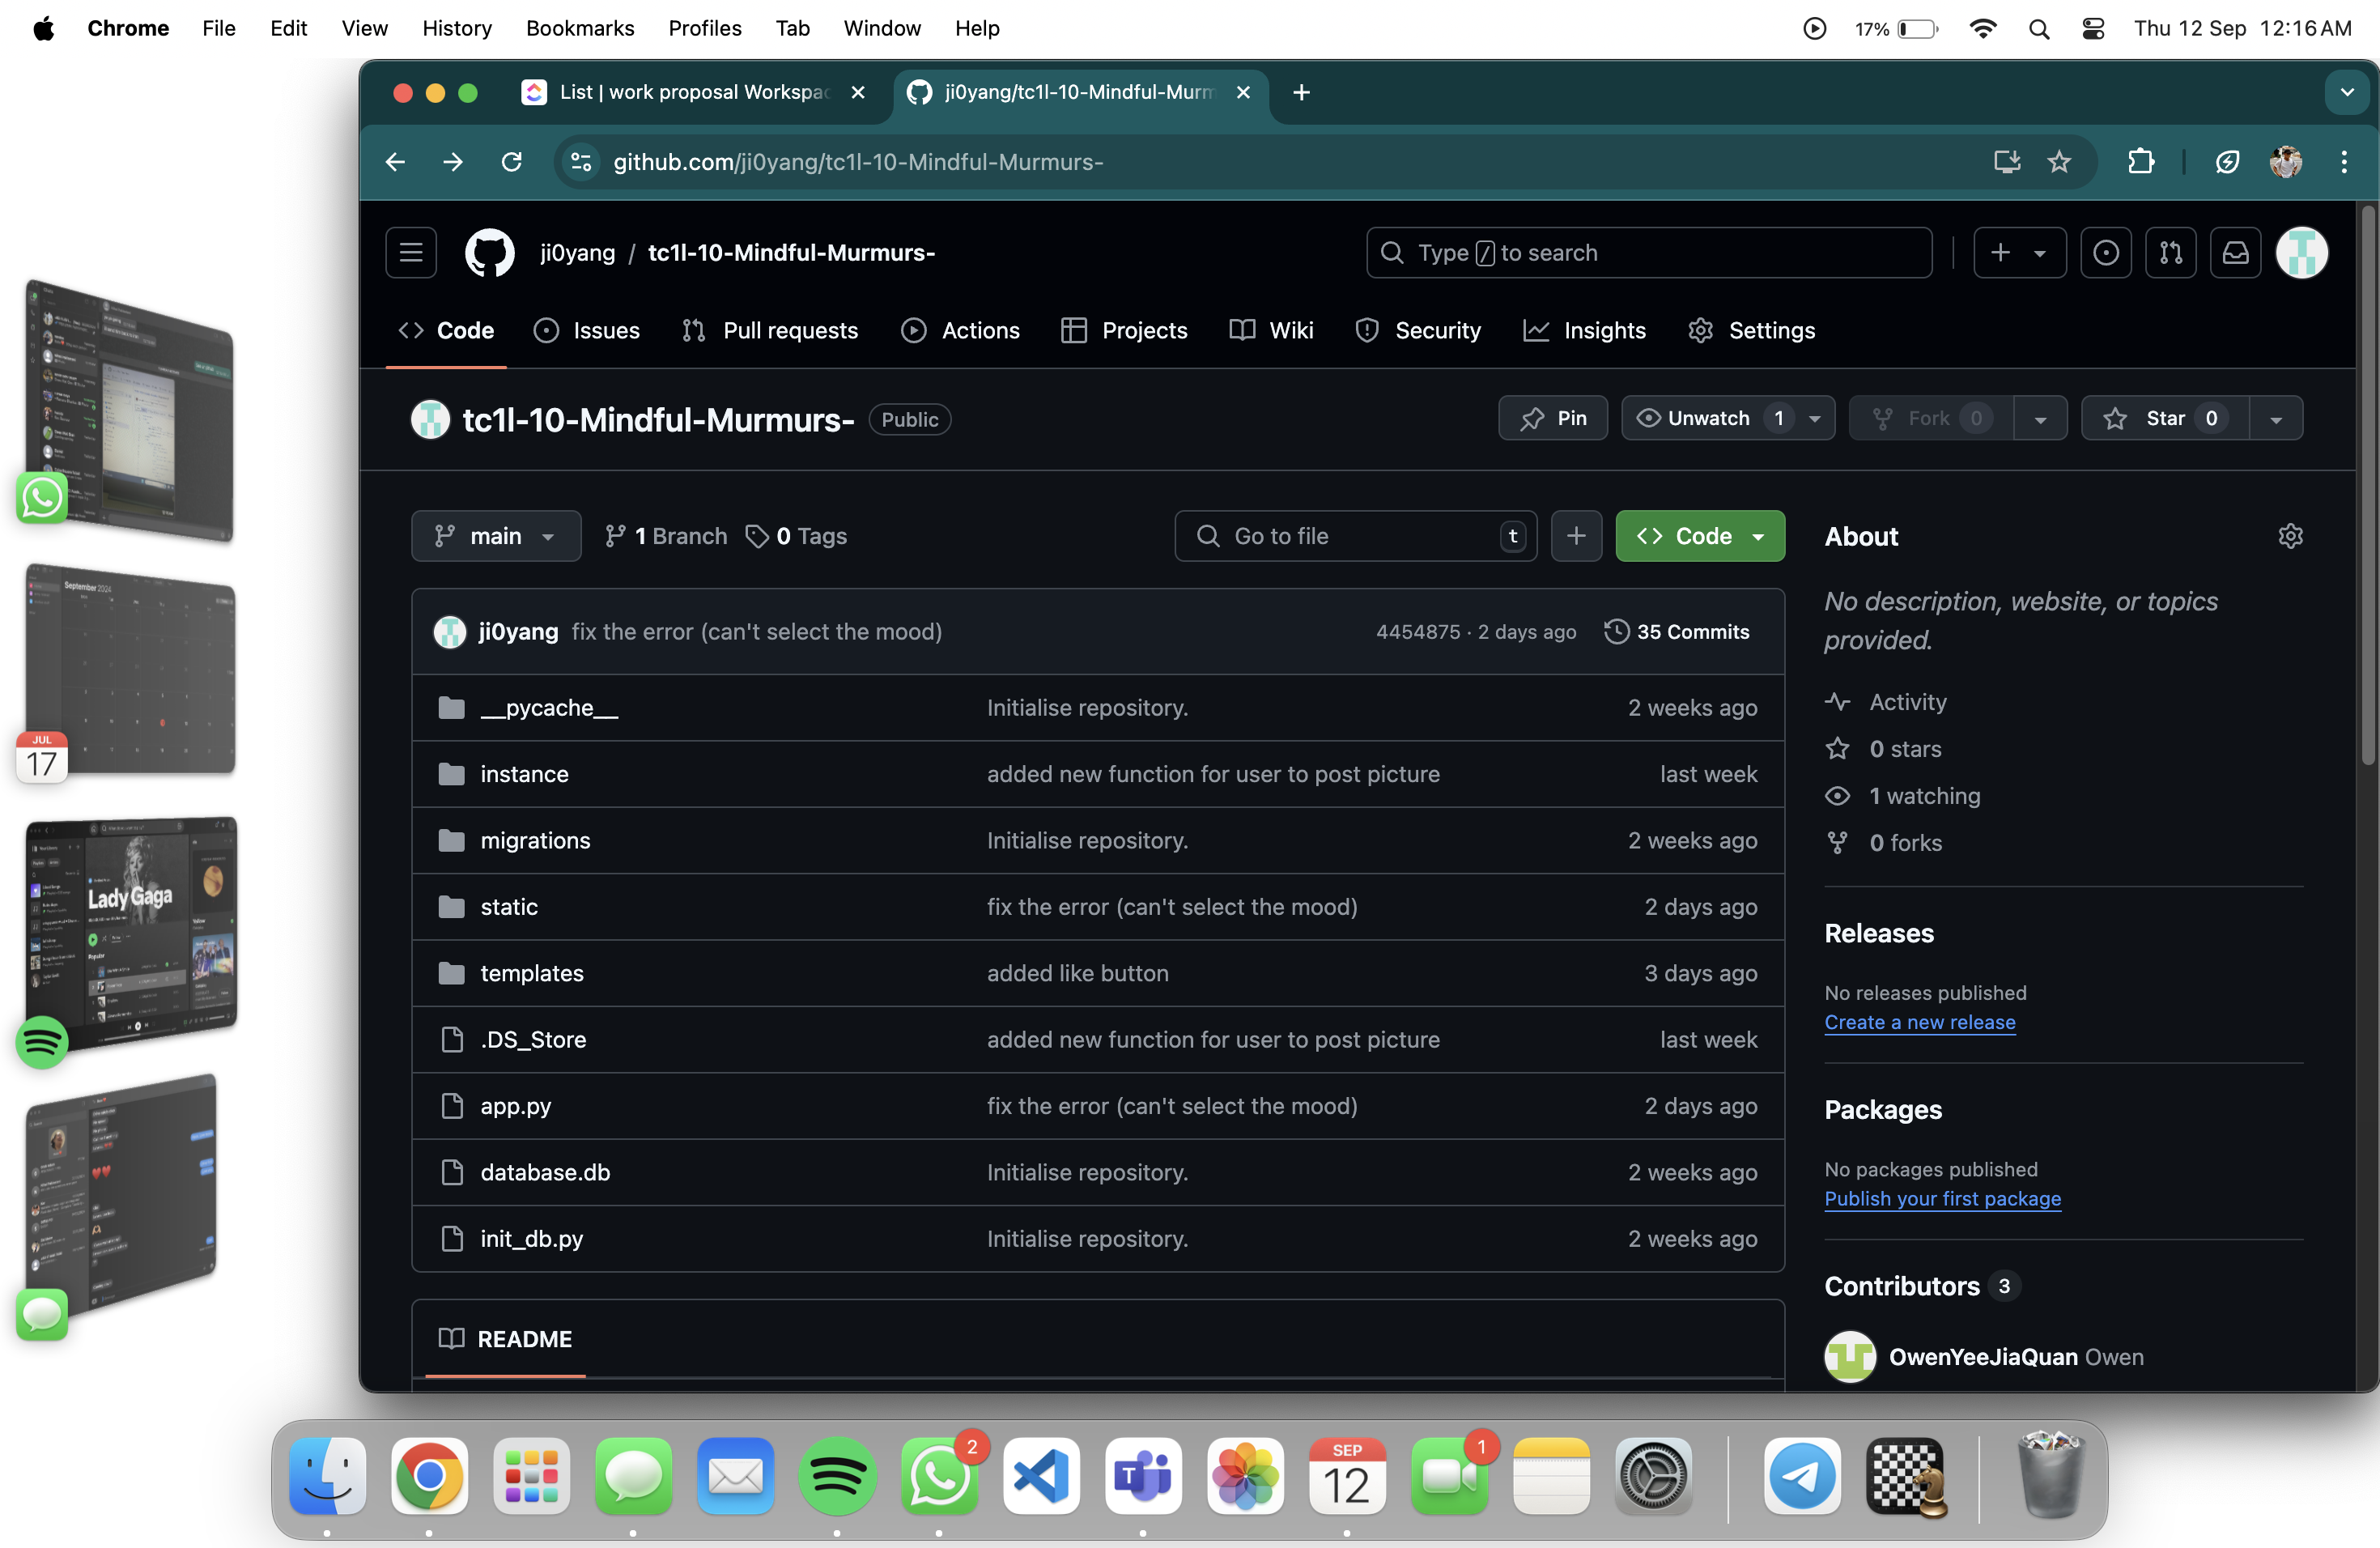 Chrome File Edit View History Bookmarks Profiles Tab Window Help 17% Thu 12 Sep 12:16 AM
List | work proposal Workspac ji0yang/tc1l-10-Mindful-Murm
github.com/ji0yang/tc1l-10-Mindful-Murmurs-
ji0yang / tc1l-10-Mindful-Murmurs- Type / to search
Code Issues Pull requests Actions Projects Wiki Security Insights Settings
tc1l-10-Mindful-Murmurs- Public Pin Unwatch 1 Fork 0 Star 0
main 1 Branch 0 Tags Go to file t Code
ji0yang fix the error (can't select the mood) 4454875 · 2 days ago 35 Commits
__pycache__ Initialise repository. 2 weeks ago
instance added new function for user to post picture last week
migrations Initialise repository. 2 weeks ago
static fix the error (can't select the mood) 2 days ago
templates added like button 3 days ago
.DS_Store added new function for user to post picture last week
app.py fix the error (can't select the mood) 2 days ago
database.db Initialise repository. 2 weeks ago
init_db.py Initialise repository. 2 weeks ago
README
About
No description, website, or topics
provided.
Activity
0 stars
1 watching
0 forks
Releases
No releases published
Create a new release
Packages
No packages published
Publish your first package
Contributors 3
OwenYeeJiaQuan Owen
September 2024
JUL
17
Lady Gaga
Popular
2
T
SEP
12
1